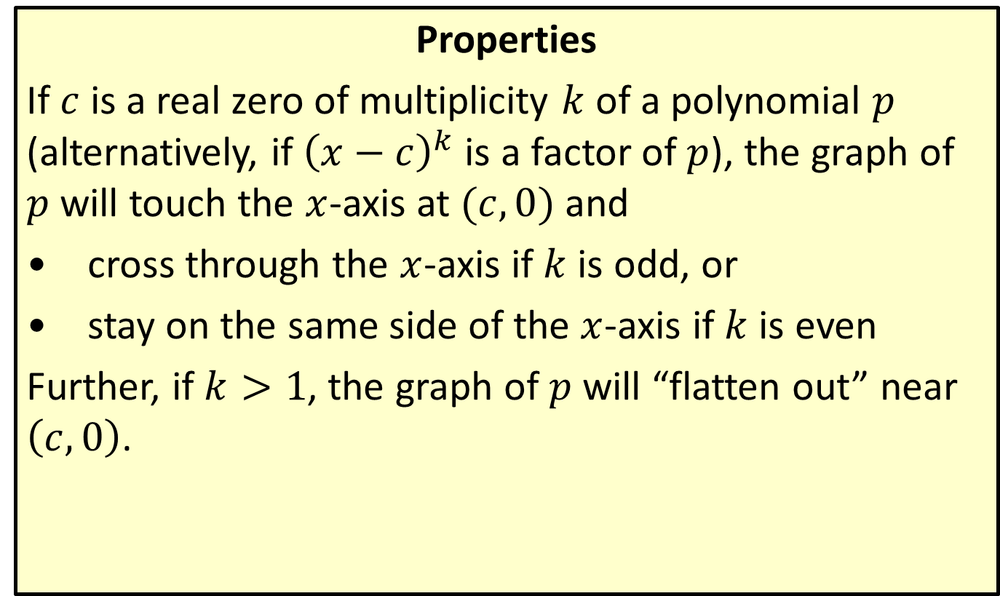 Properties
If c is a real zero of multiplicity k of a polynomial p
(alternatively, if (x − c)^k is a factor of p), the graph of
p will touch the x-axis at (c, 0) and
• cross through the x-axis if k is odd, or
• stay on the same side of the x-axis if k is even
Further, if k > 1, the graph of p will “flatten out” near
(c, 0).